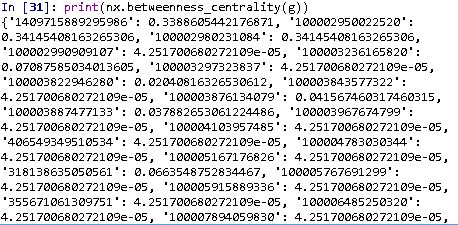 In [31]: print(nx.betweenness_centrality(g))
{'1409715889295986': 0.3388605442176871, '100002950022520':
0.34145408163265306, '100002980231084': 0.34145408163265306,
'100002990909107': 4.251700680272109e-05, '100003236165820':
0.07087585034013605, '100003297323837': 4.251700680272109e-05,
'100003822946280': 0.02040816326530612, '100003843577322':
4.251700680272109e-05, '100003876134079': 0.041567460317460315,
'100003887477133': 0.037882653061224486, '100003967674799':
4.251700680272109e-05, '100004103957485': 4.251700680272109e-05,
'406549349510534': 4.251700680272109e-05, '100004783030344':
4.251700680272109e-05, '100005167176826': 4.251700680272109e-05,
'318138635050561': 0.0663548752834467, '100005767691299':
4.251700680272109e-05, '100005915889336': 4.251700680272109e-05,
'355671061309751': 4.251700680272109e-05, '100006485250320':
4.251700680272109e-05, '100007894059830': 4.251700680272109e-05,